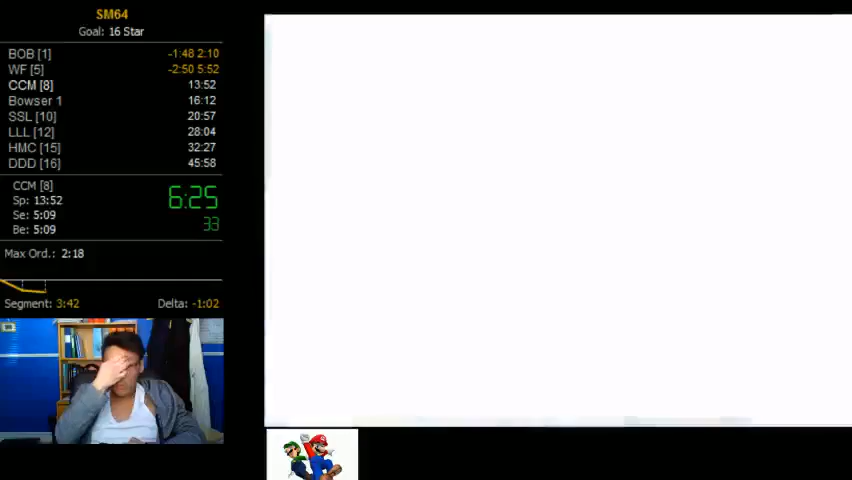 SM64
Goal: 16 Star
BOB [1] -1:48 2:10
WF [5] -2:50 5:52
CCM [8] 13:52
Bowser 1 16:12
SSL [10] 20:57
LLL [12] 28:04
HMC [15] 32:27
DDD [16] 45:58
CCM [8]
Sp: 13:52 6:25
Se: 5:09
Be: 5:09 33
Max Ord.: 2:18
Segment: 3:42 Delta: -1:02